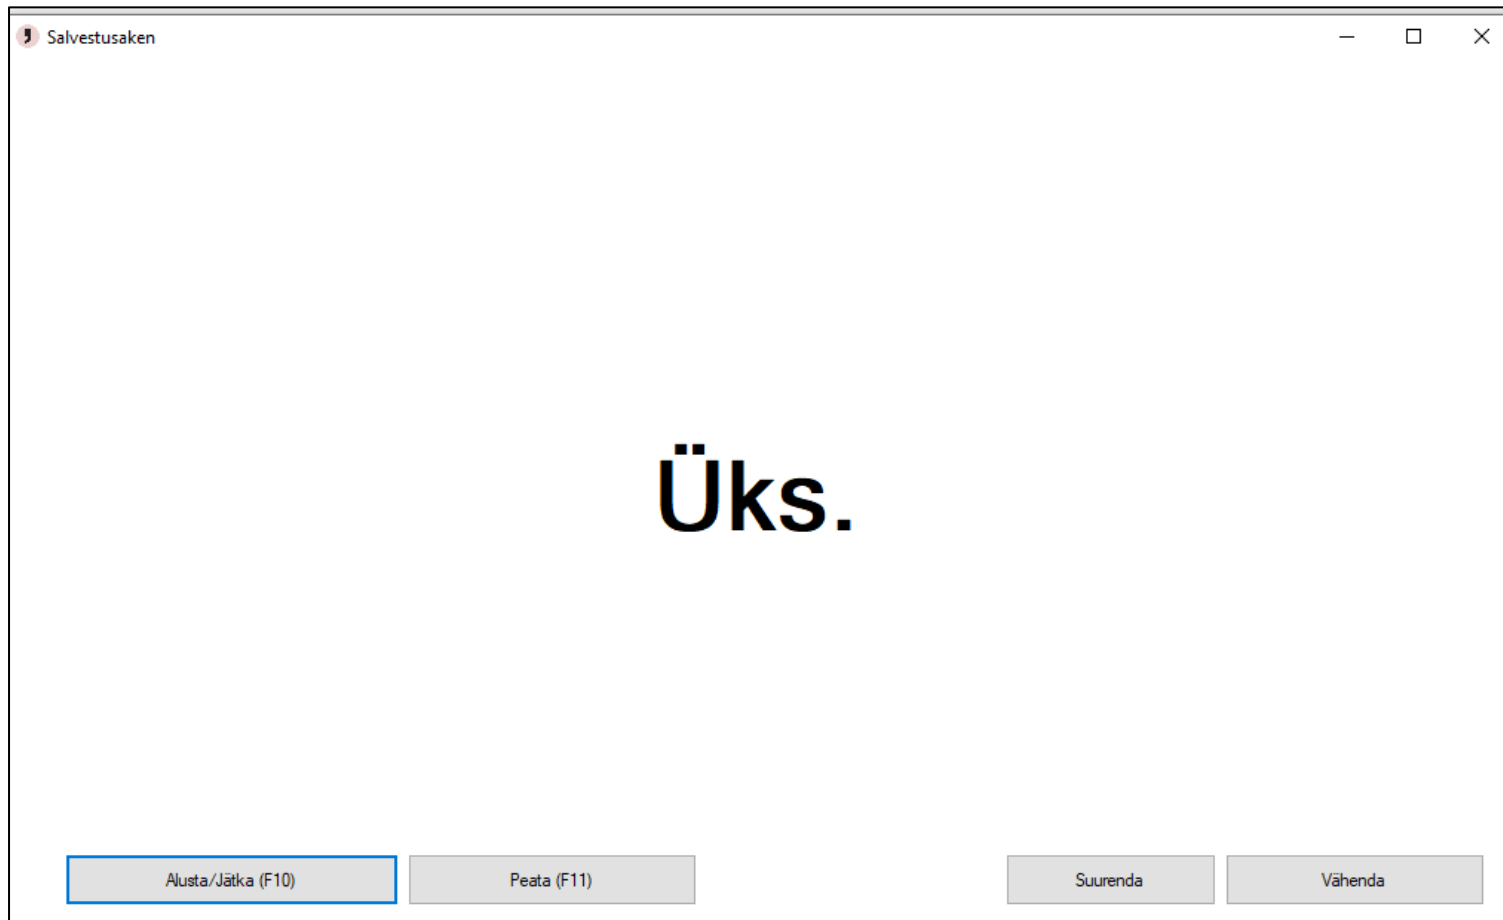 Salvestusaken
Üks.
Alusta/Jätka (F10)
Peata (F11)
Suurenda
Vähenda